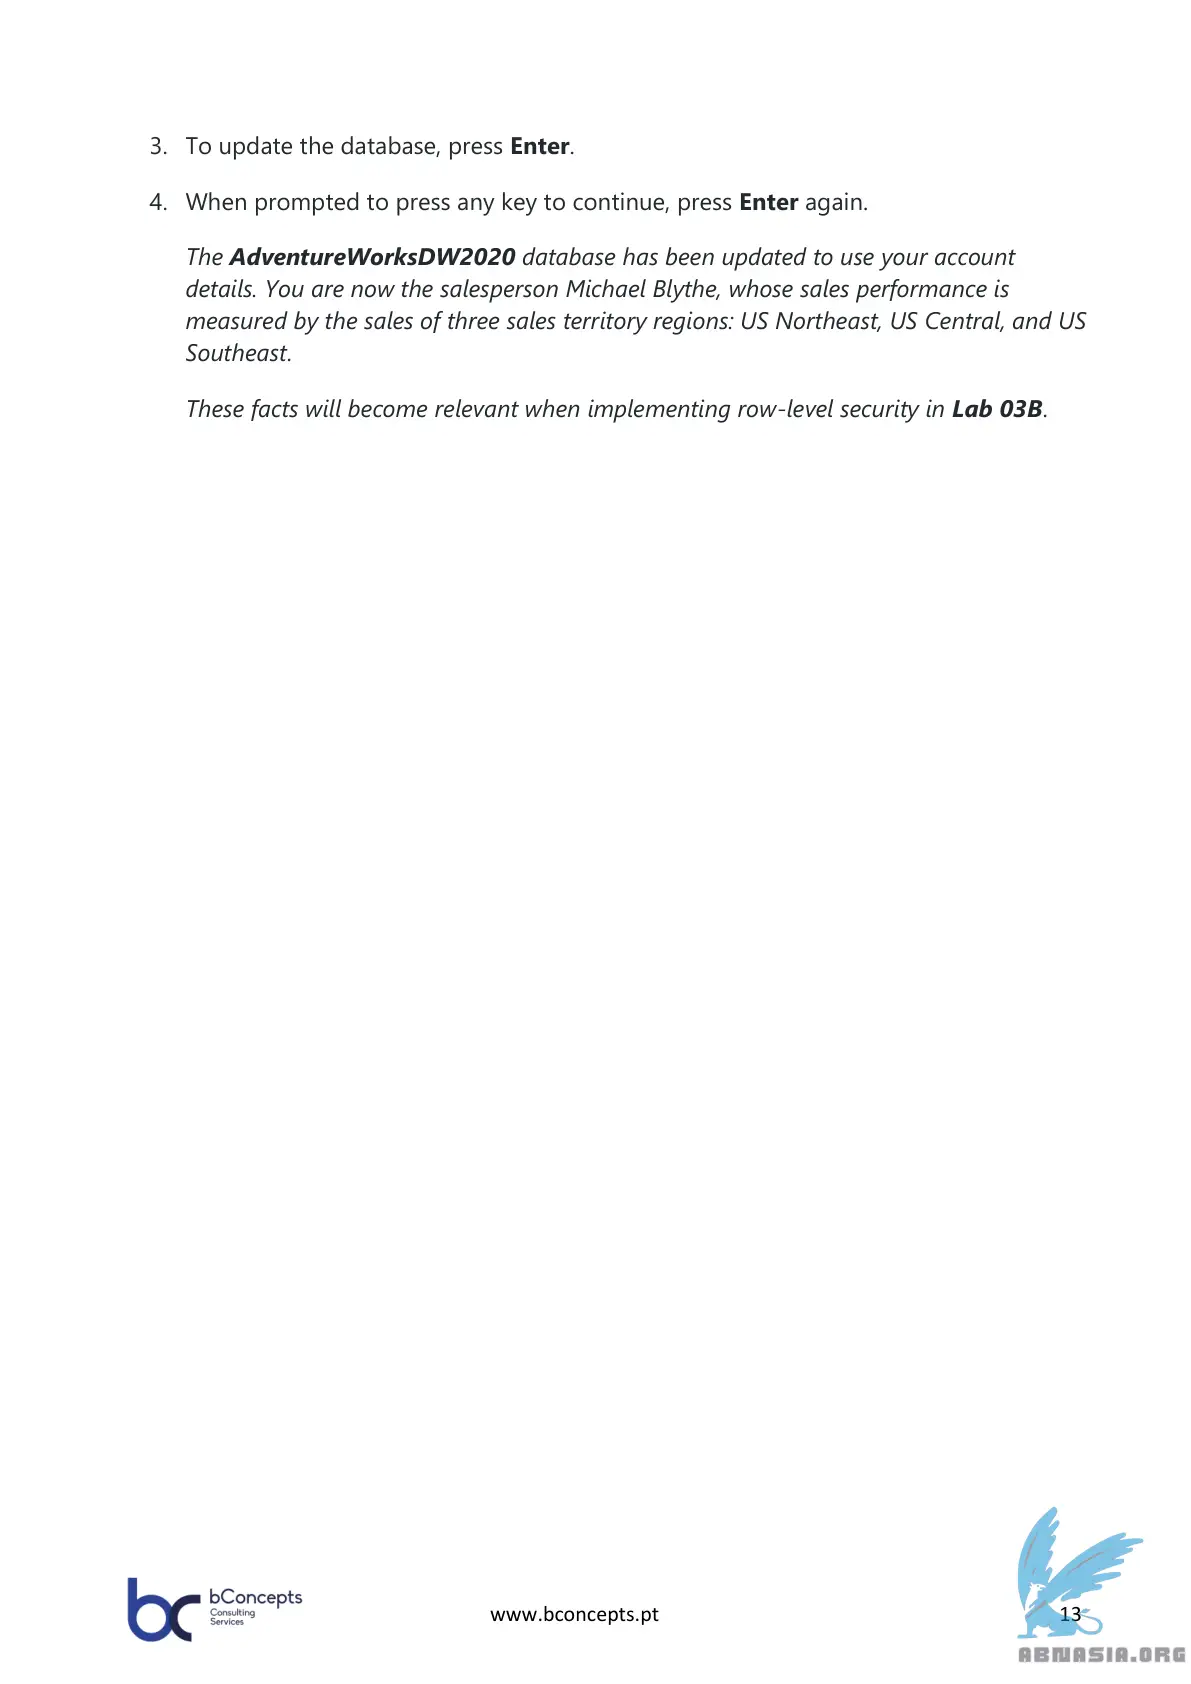 3. To update the database, press Enter.
4. When prompted to press any key to continue, press Enter again.
The AdventureWorksDW2020 database has been updated to use your account
details. You are now the salesperson Michael Blythe, whose sales performance is
measured by the sales of three sales territory regions: US Northeast, US Central, and US
Southeast.
These facts will become relevant when implementing row-level security in Lab 03B.
bc bConcepts
Consulting
Services
www.bconcepts.pt
13
ABNASIA.ORG